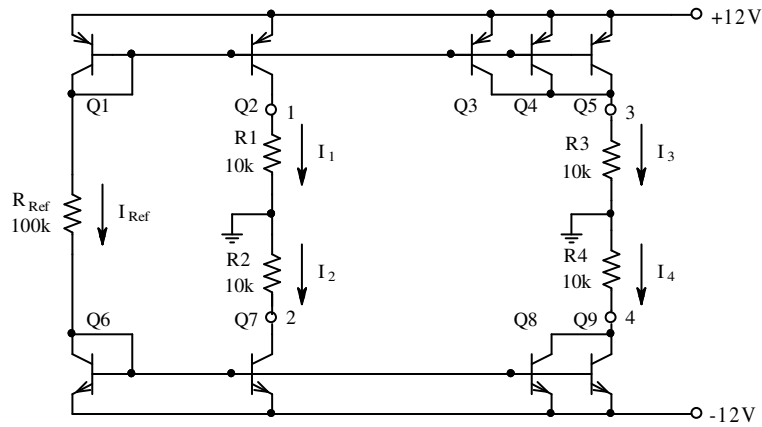 +12V
Q1
Q2
1
Q3
Q4
Q5
3
R1
10k
I1
R3
10k
I3
RRef
100k
IRef
R2
10k
I2
R4
10k
I4
Q6
Q7
2
Q8
Q9
4
-12V